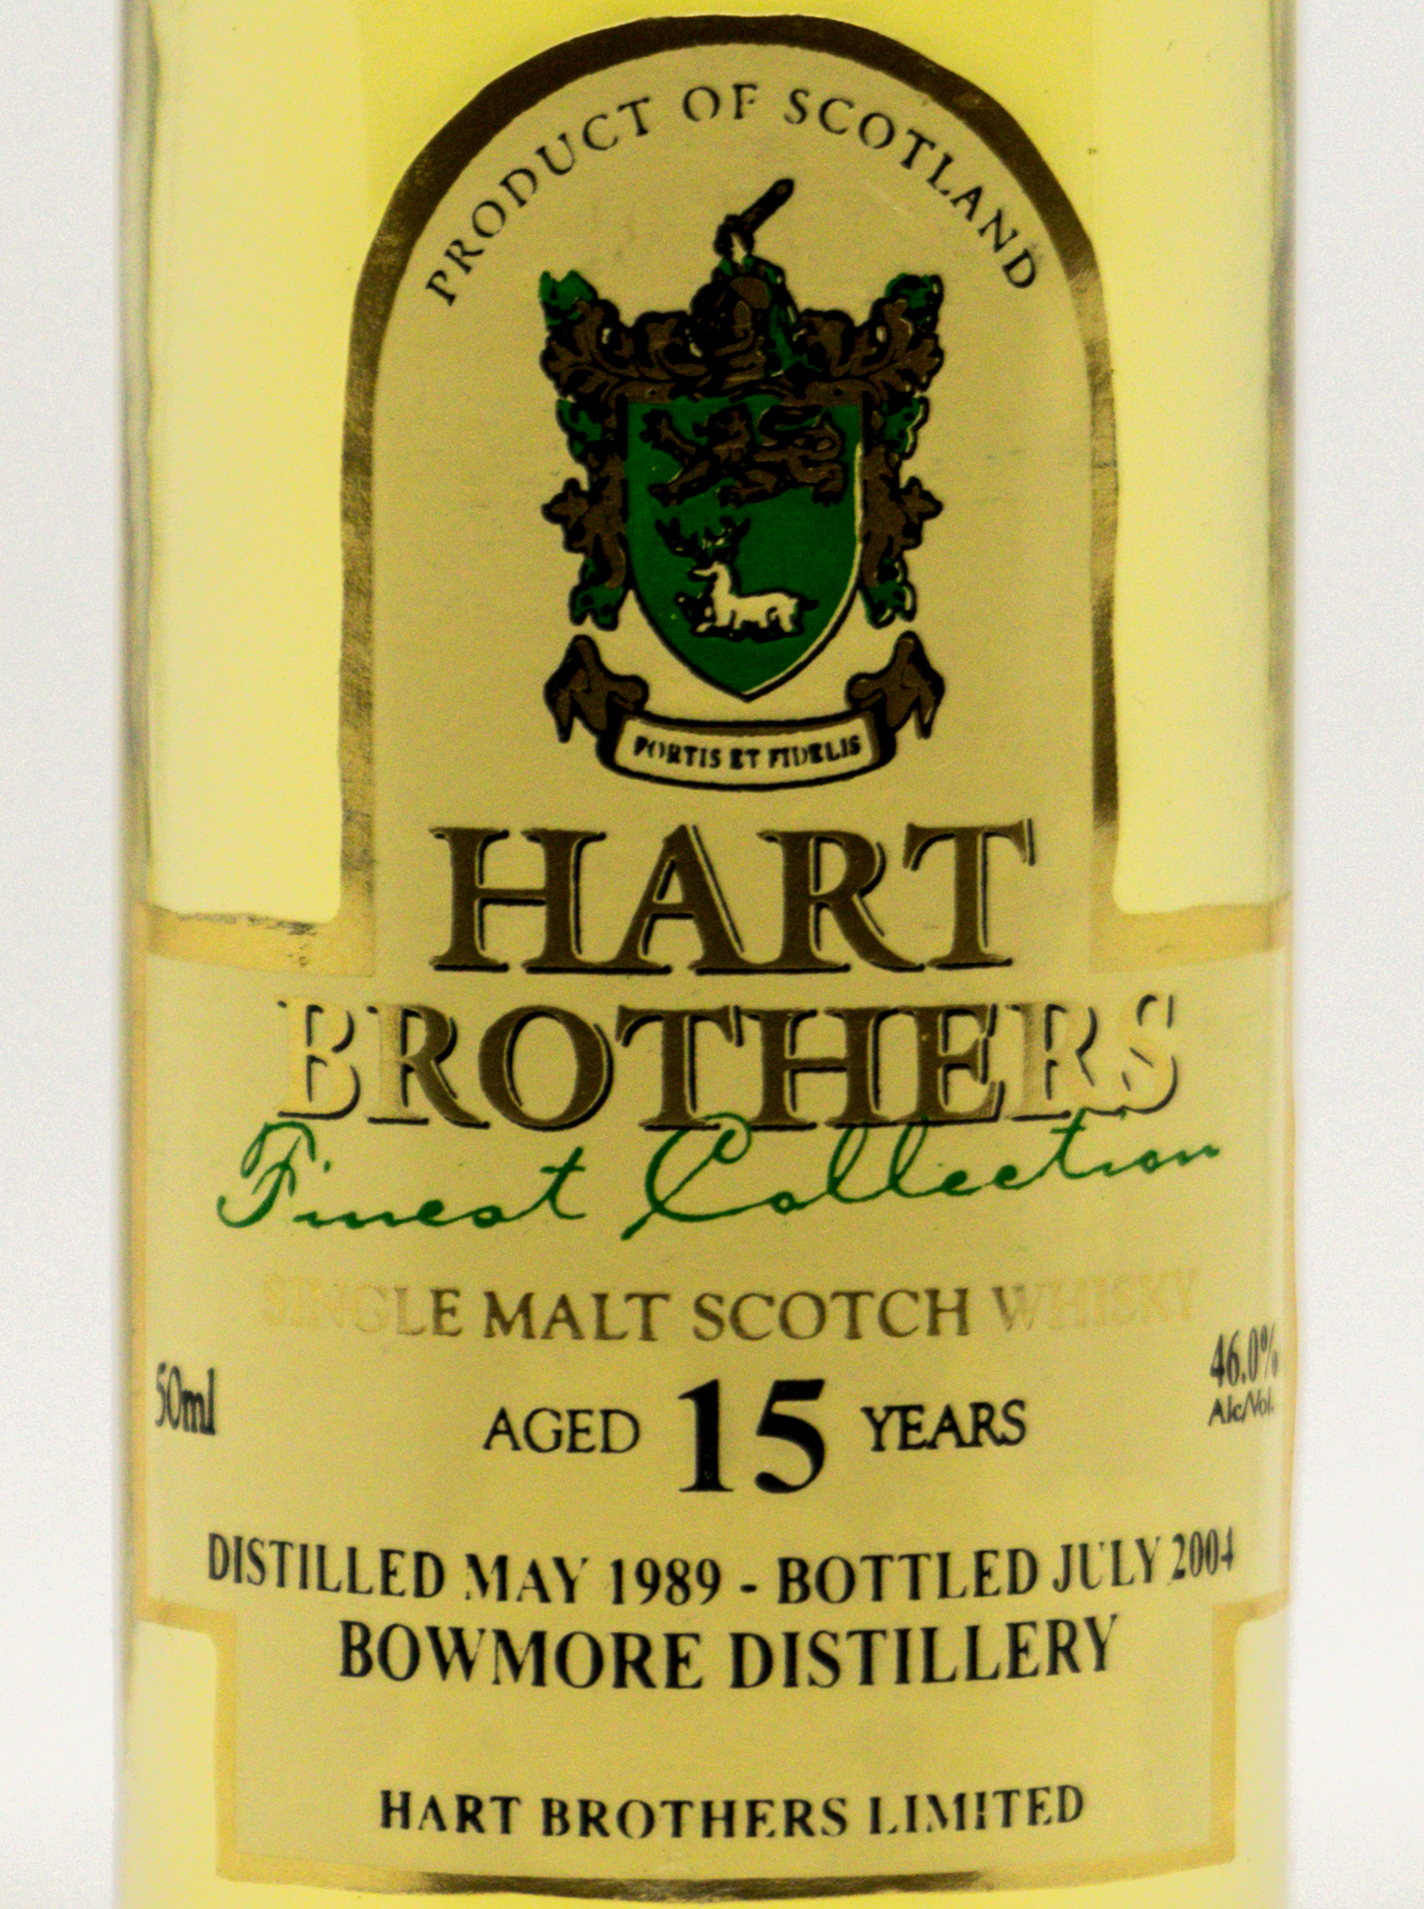 PRODUCT OF SCOTLAND
FORTIS ET FIDELIS
HART
BROTHERS
Finest Collection
SINGLE MALT SCOTCH WHISKY
50ml
46.0%
Alc/Vol.
AGED 15 YEARS
DISTILLED MAY 1989 - BOTTLED JULY 2004
BOWMORE DISTILLERY
HART BROTHERS LIMITED